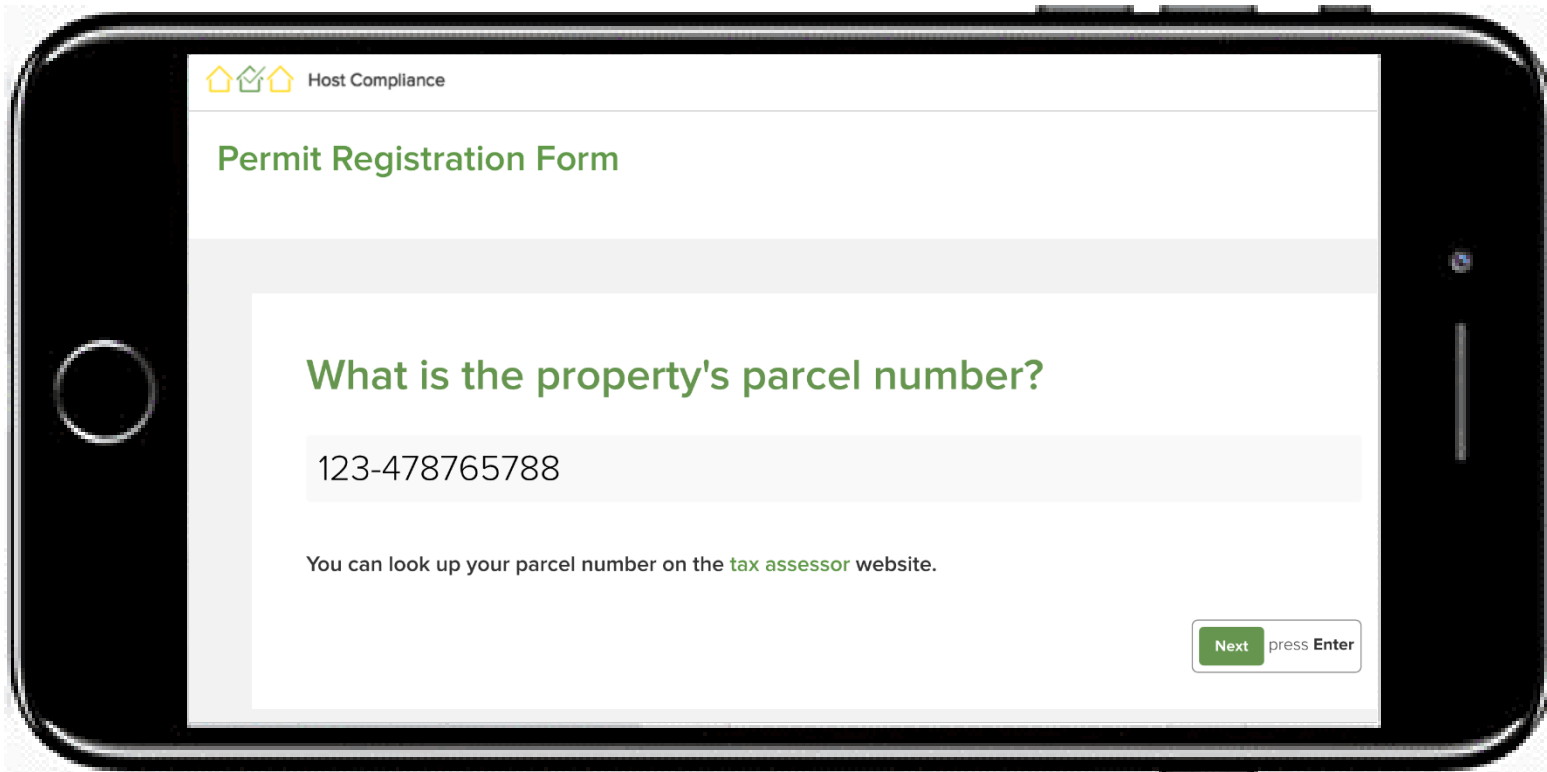 Host Compliance
Permit Registration Form
What is the property's parcel number?
123-478765788
You can look up your parcel number on the tax assessor website.
Next press Enter